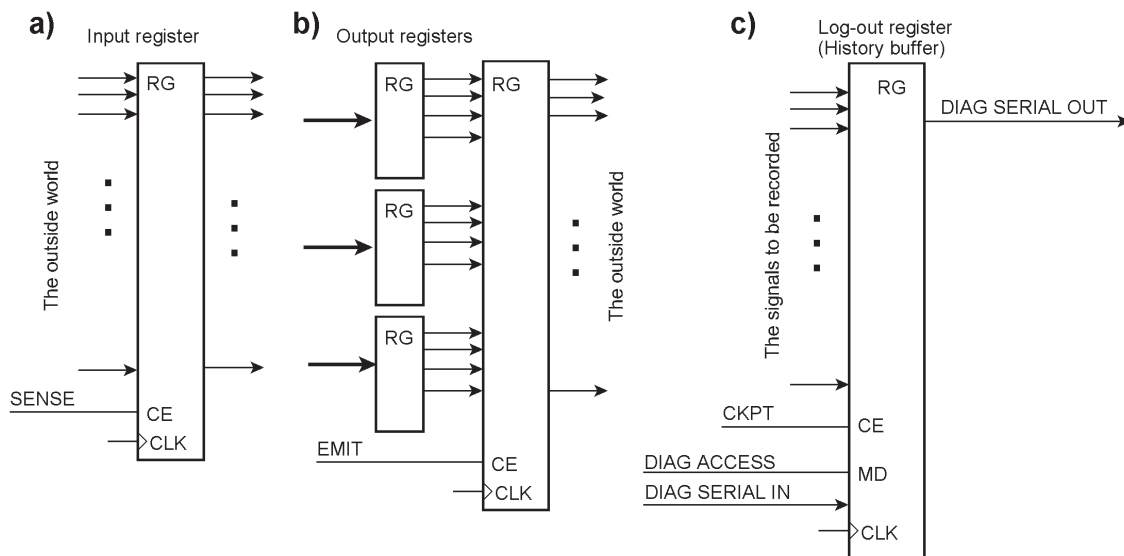 a)
Input register
RG
The outside world
SENSE
CE
CLK
b)
Output registers
RG
RG
RG
RG
The outside world
EMIT
CE
CLK
c)
Log-out register
(History buffer)
RG
DIAG SERIAL OUT
The signals to be recorded
CKPT
CE
DIAG ACCESS
MD
DIAG SERIAL IN
CLK